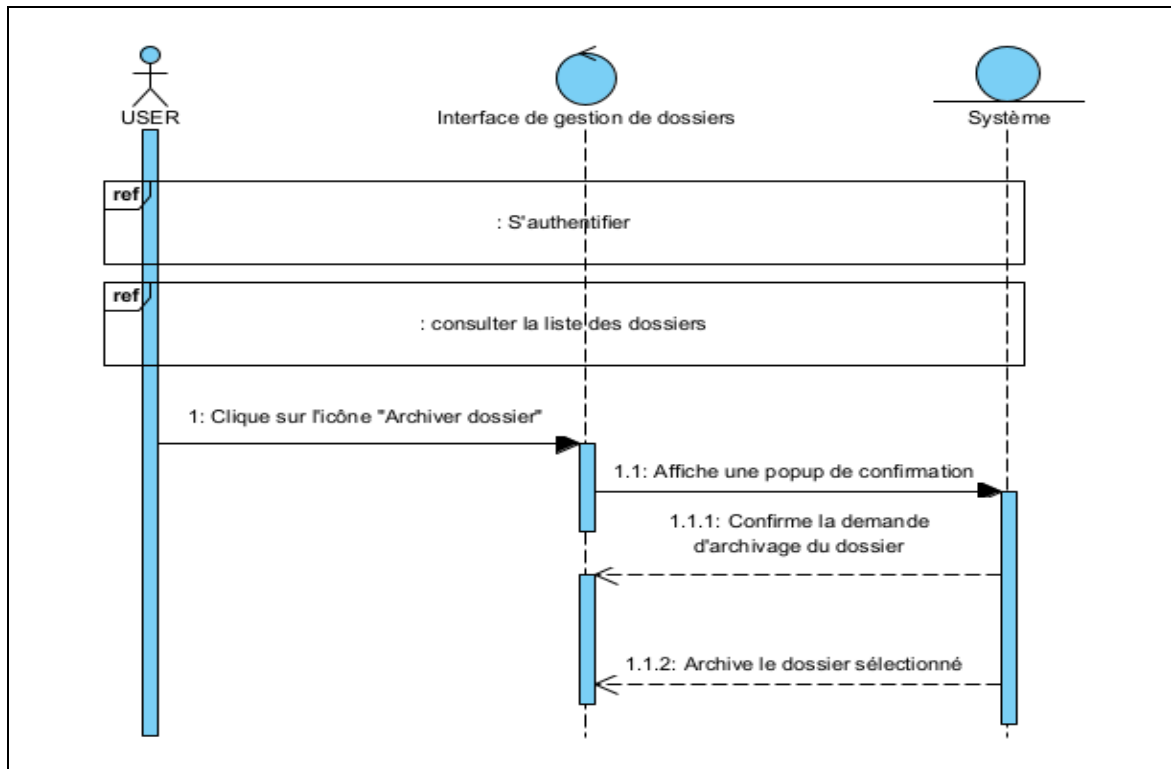 USER
Interface de gestion de dossiers
Système
ref
: S'authentifier
ref
: consulter la liste des dossiers
1: Clique sur l'icône "Archiver dossier"
1.1: Affiche une popup de confirmation
1.1.1: Confirme la demande
d'archivage du dossier
1.1.2: Archive le dossier sélectionné